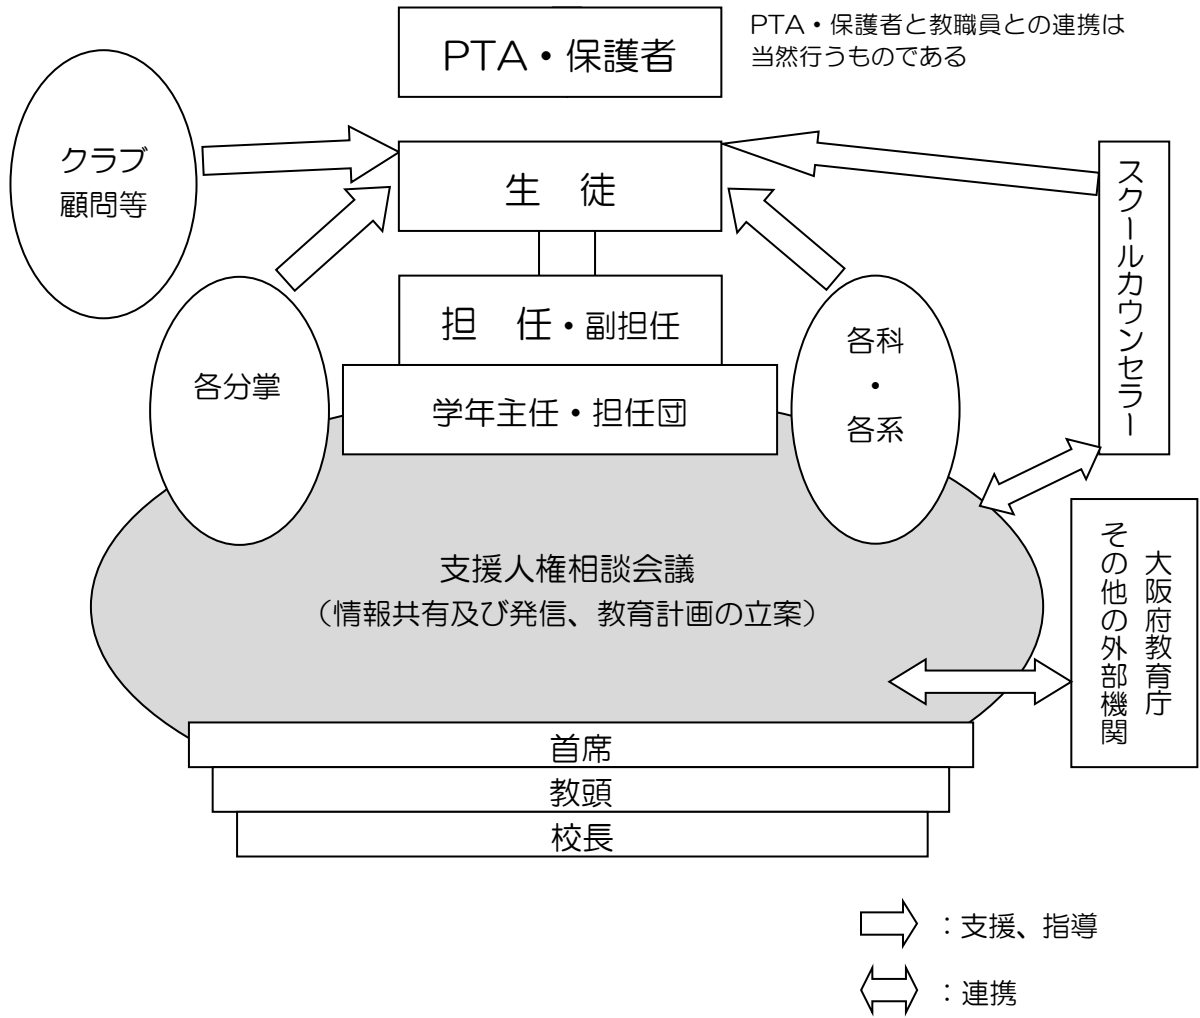 PTA・保護者
PTA・保護者と教職員との連携は
当然行うものである
クラブ
顧問等
生　徒
スクールカウンセラー
担　任・副担任
各分掌
各科
・
各系
学年主任・担任団
支援人権相談会議
（情報共有及び発信、教育計画の立案）
大阪府教育庁
その他の外部機関
首席
教頭
校長
：支援、指導
：連携